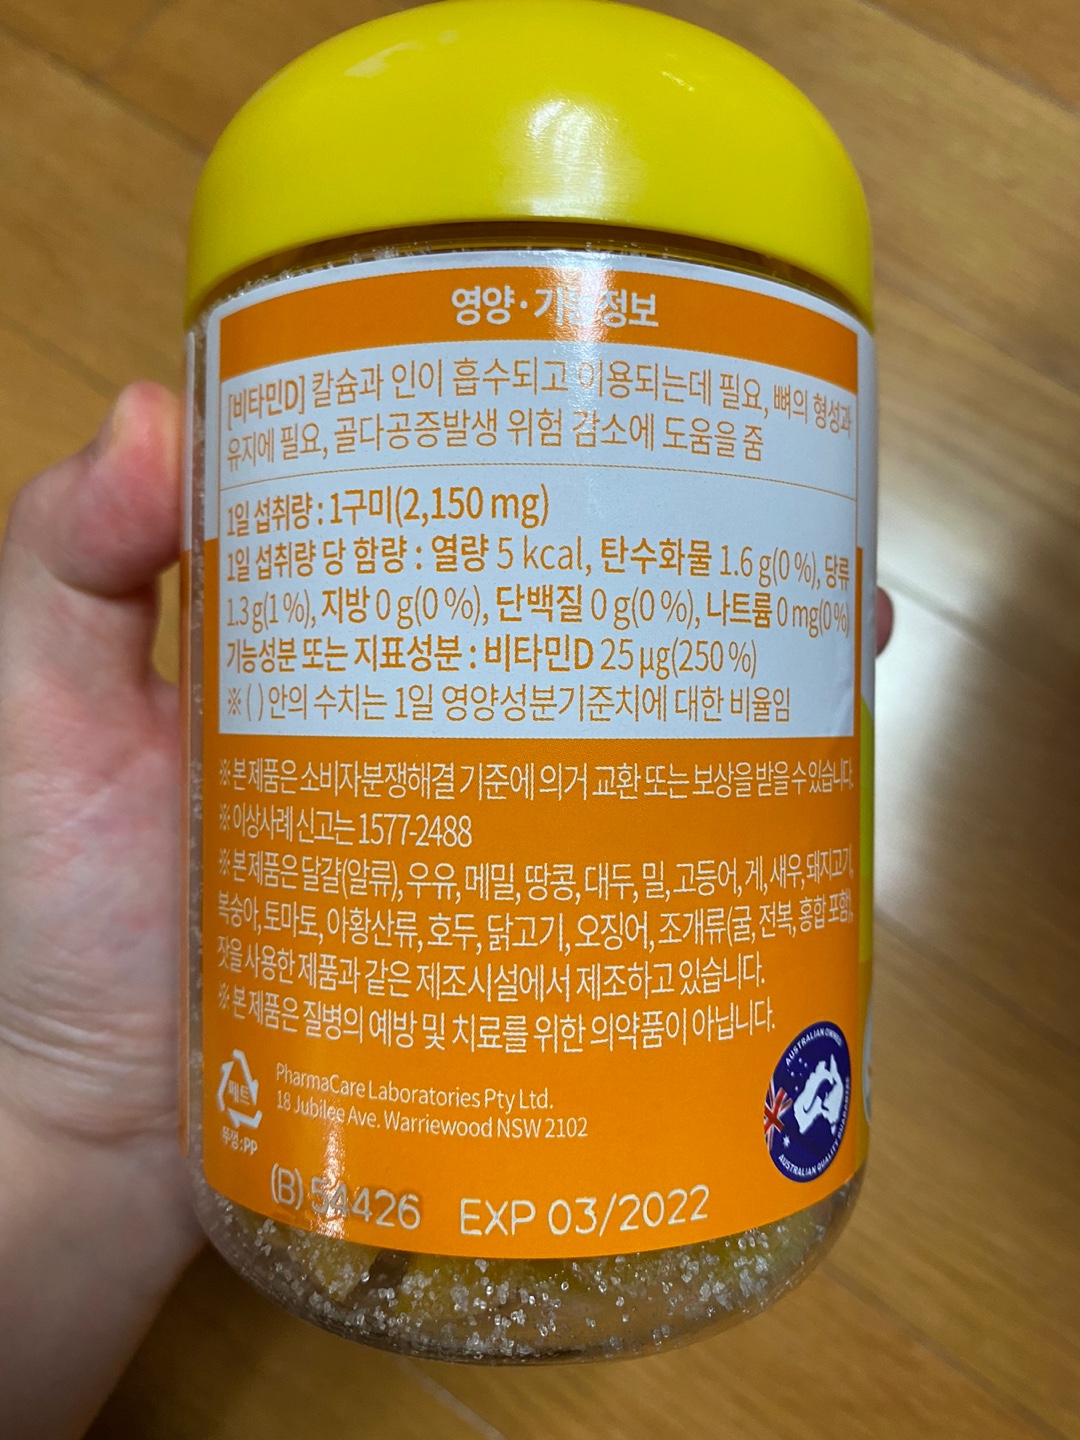 영양·기능정보
[비타민D] 칼슘과 인이 흡수되고 이용되는데 필요, 뼈의 형성과
유지에 필요, 골다공증발생 위험 감소에 도움을 줌
1일 섭취량 : 1구미(2,150 mg)
1일 섭취량 당 함량 : 열량 5 kcal, 탄수화물 1.6 g(0 %), 당류
1.3 g(1 %), 지방 0 g(0 %), 단백질 0 g(0 %), 나트륨 0 mg(0 %)
기능성분 또는 지표성분 : 비타민D 25 µg(250 %)
※ ( ) 안의 수치는 1일 영양성분기준치에 대한 비율임
※ 본 제품은 소비자분쟁해결 기준에 의거 교환 또는 보상을 받을 수 있습니다.
※ 이상사례 신고는 1577-2488
※ 본 제품은 달걀(알류), 우유, 메밀, 땅콩, 대두, 밀, 고등어, 게, 새우, 돼지고기,
복숭아, 토마토, 아황산류, 호두, 닭고기, 오징어, 조개류(굴, 전복, 홍합 포함),
잣을 사용한 제품과 같은 제조시설에서 제조하고 있습니다.
※ 본 제품은 질병의 예방 및 치료를 위한 의약품이 아닙니다.
페트
뚜껑:PP
PharmaCare Laboratories Pty Ltd.
18 Jubilee Ave. Warriewood NSW 2102
AUSTRALIAN OWNED
AUSTRALIAN QUALITY GUARANTEE
(B) 54426 EXP 03/2022